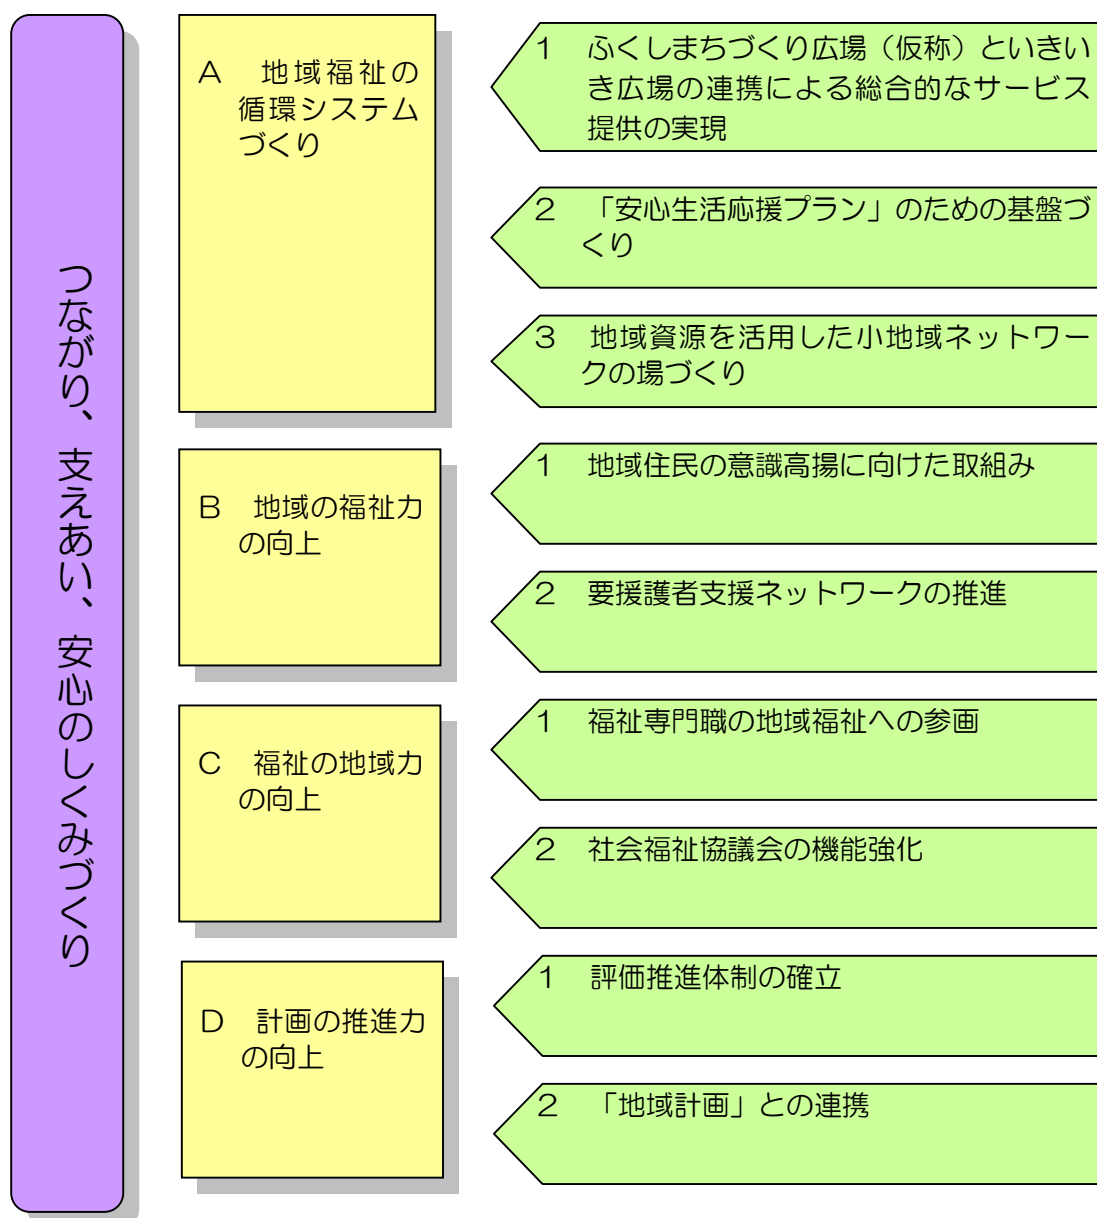 つながり、支えあい、安心のしくみづくり
A　地域福祉の
循環システム
づくり
1　ふくしまちづくり広場（仮称）といきい
き広場の連携による総合的なサービス
提供の実現
2　「安心生活応援プラン」のための基盤づ
くり
3　地域資源を活用した小地域ネットワー
クの場づくり
B　地域の福祉力
の向上
1　地域住民の意識高揚に向けた取組み
2　要援護者支援ネットワークの推進
C　福祉の地域力
の向上
1　福祉専門職の地域福祉への参画
2　社会福祉協議会の機能強化
D　計画の推進力
の向上
1　評価推進体制の確立
2　「地域計画」との連携